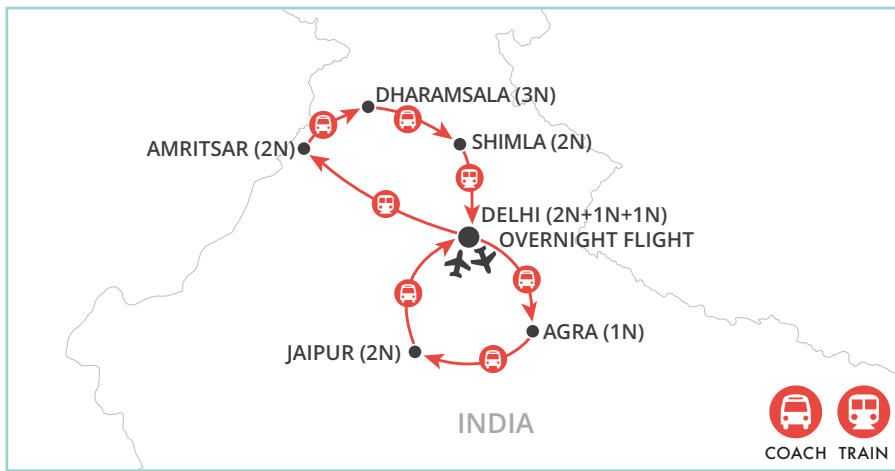 DHARAMSALA (3N)
AMRITSAR (2N)
SHIMLA (2N)
DELHI (2N+1N+1N)
OVERNIGHT FLIGHT
AGRA (1N)
JAIPUR (2N)
INDIA
COACH TRAIN